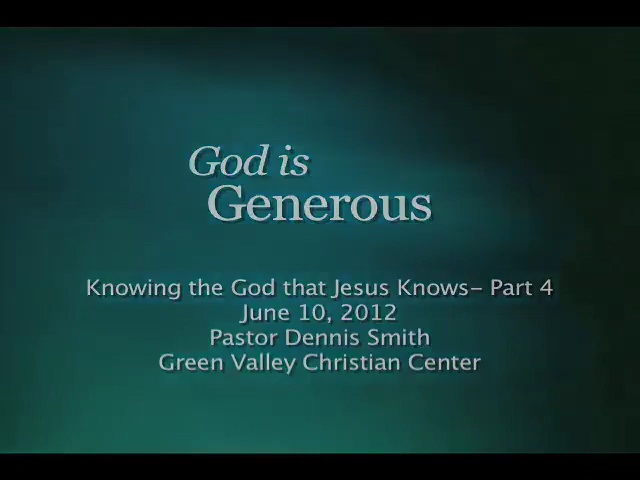 God is
Generous
Knowing the God that Jesus Knows- Part 4
June 10, 2012
Pastor Dennis Smith
Green Valley Christian Center